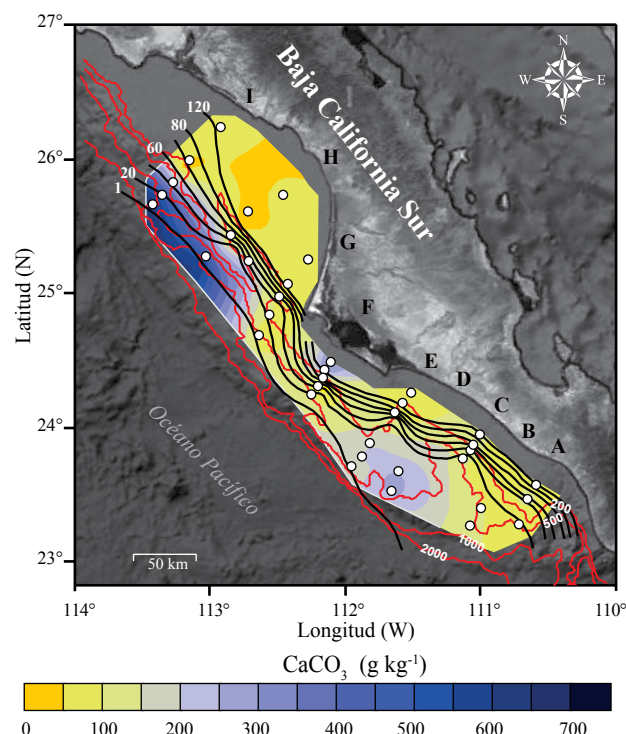 27°
26°
25°
24°
23°
Latitud (N)
N
W E
S
Baja California Sur
I
H
G
F
E
D
C
B
A
120
80
60
20
1
Océano Pacífico
200
500
1000
2000
50 km
114° 113° 112° 111° 110°
Longitud (W)
CaCO₃ (g kg⁻¹)
0 100 200 300 400 500 600 700